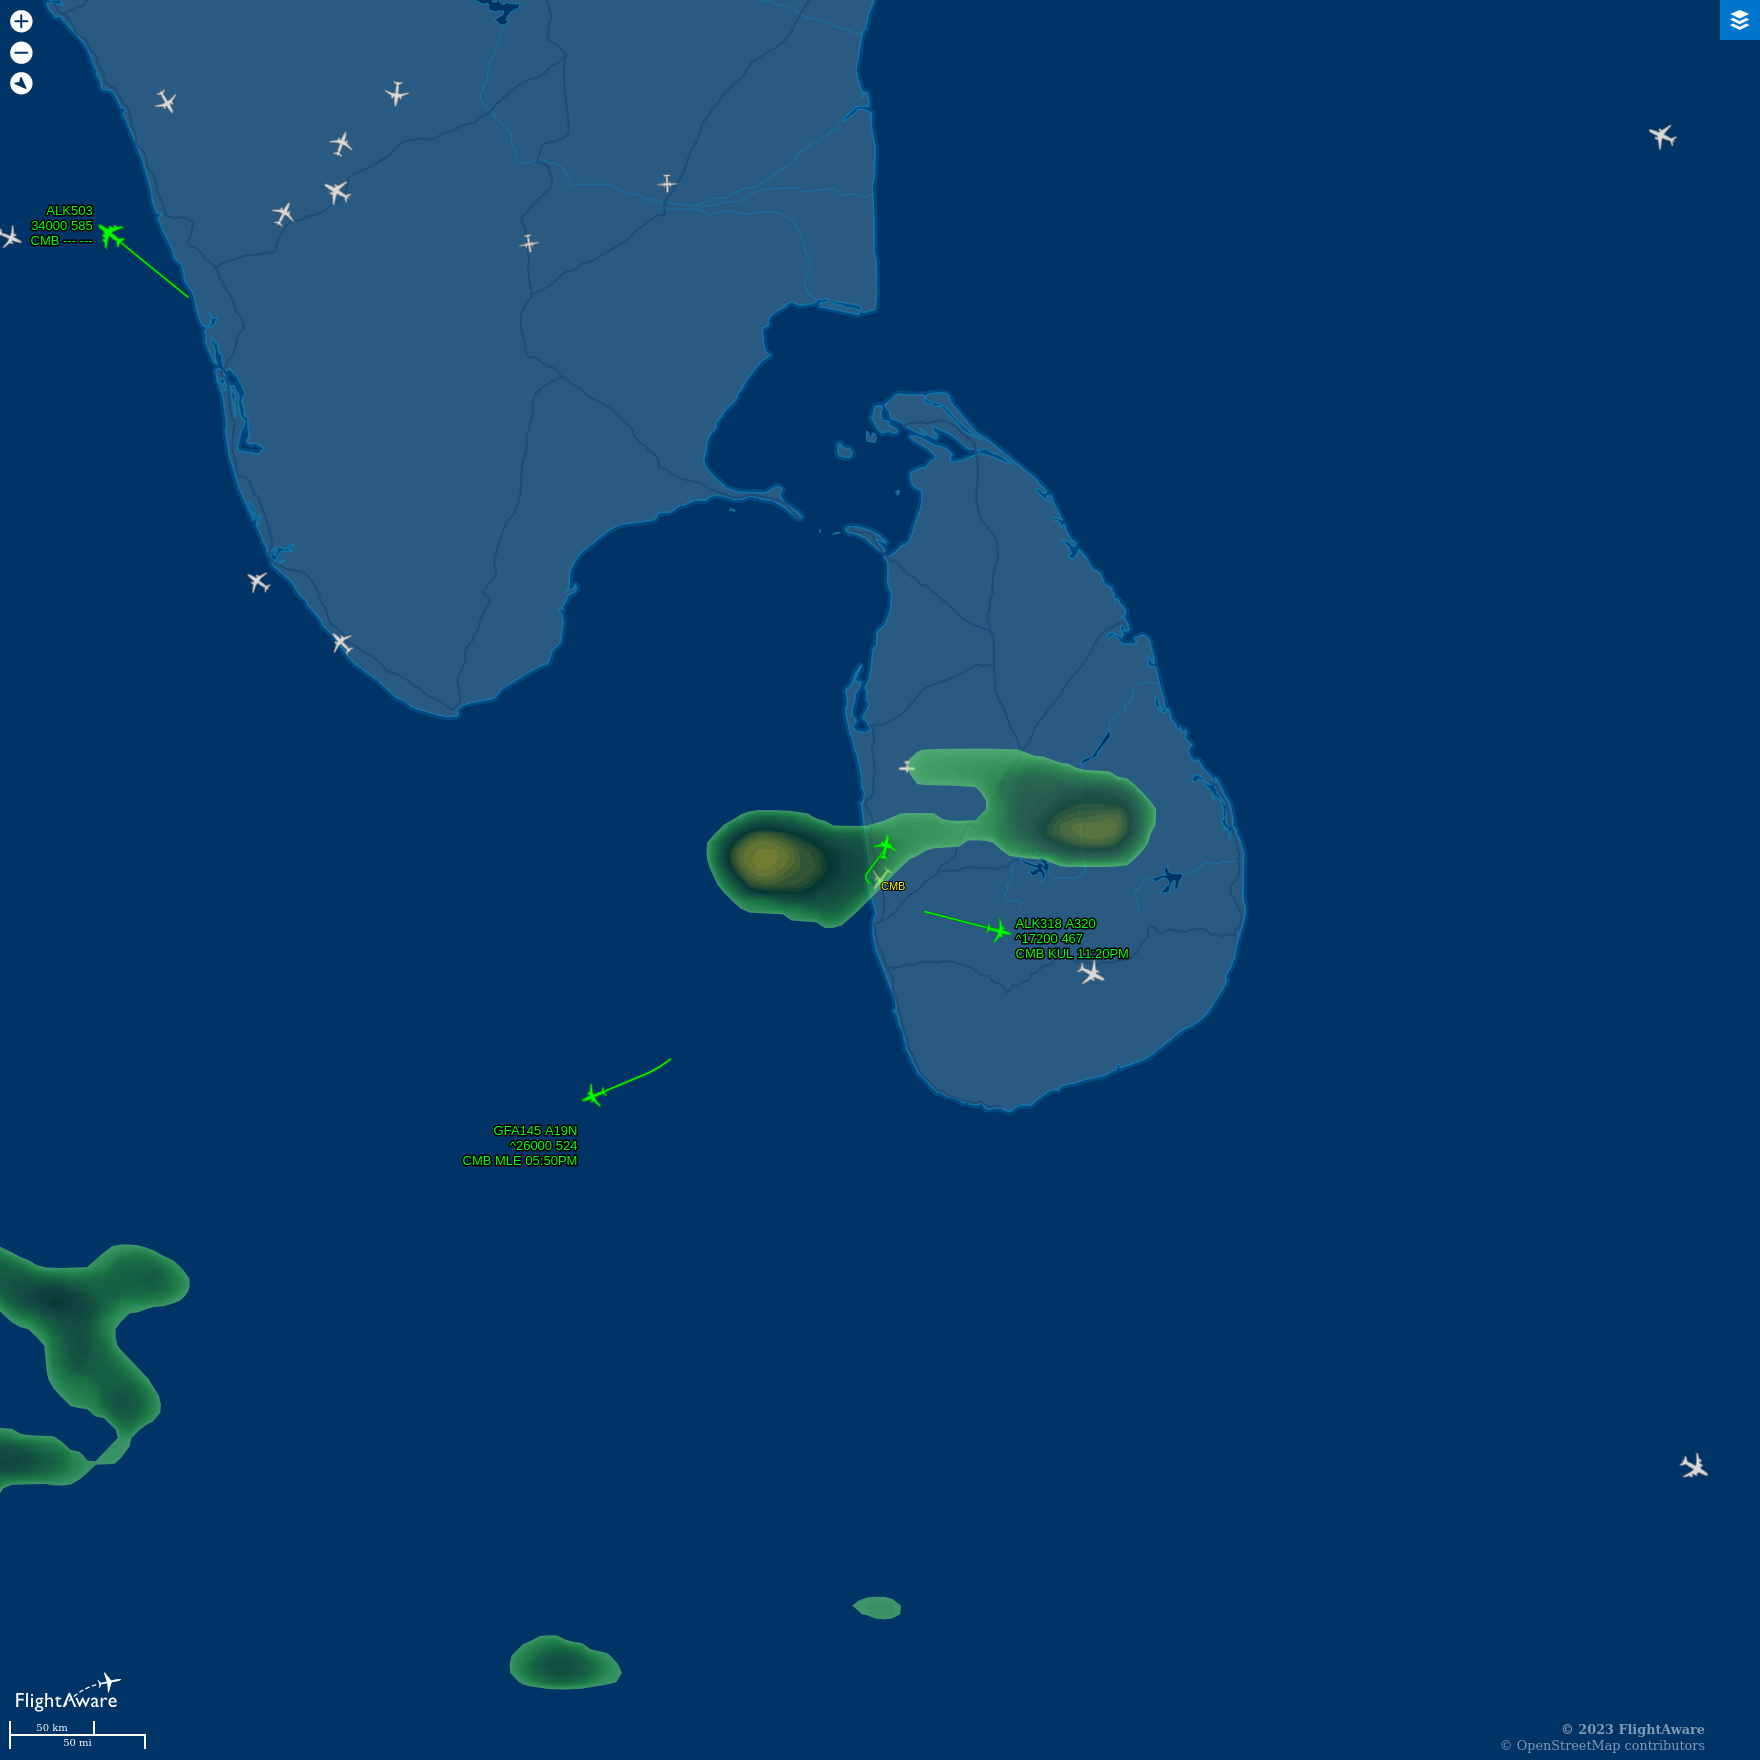 ALK503
34000 585
CMB --- ---
CMB
ALK318 A320
^17200 467
CMB KUL 11:20PM
GFA145 A19N
^26000 524
CMB MLE 05:50PM
FlightAware
50 km
50 mi
© 2023 FlightAware
© OpenStreetMap contributors